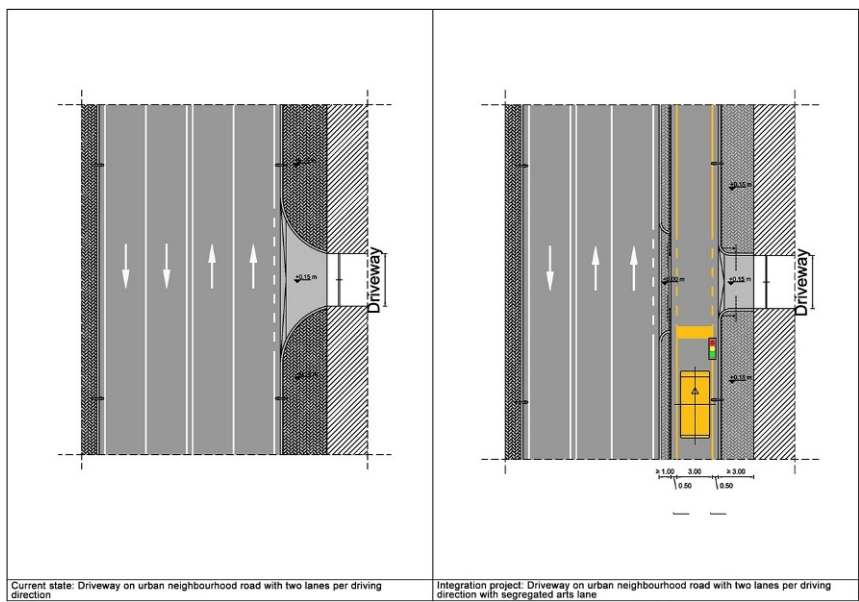 +0.15 m
+0.15 m
Driveway
+0.15 m
+0.15 m
+0.00 m
+0.15 m
Driveway
+0.15 m
≥ 1.00 3.00 ≥ 3.00
0.50 0.50
Current state: Driveway on urban neighbourhood road with two lanes per driving
direction
Integration project: Driveway on urban neighbourhood road with two lanes per driving
direction with segregated arts lane